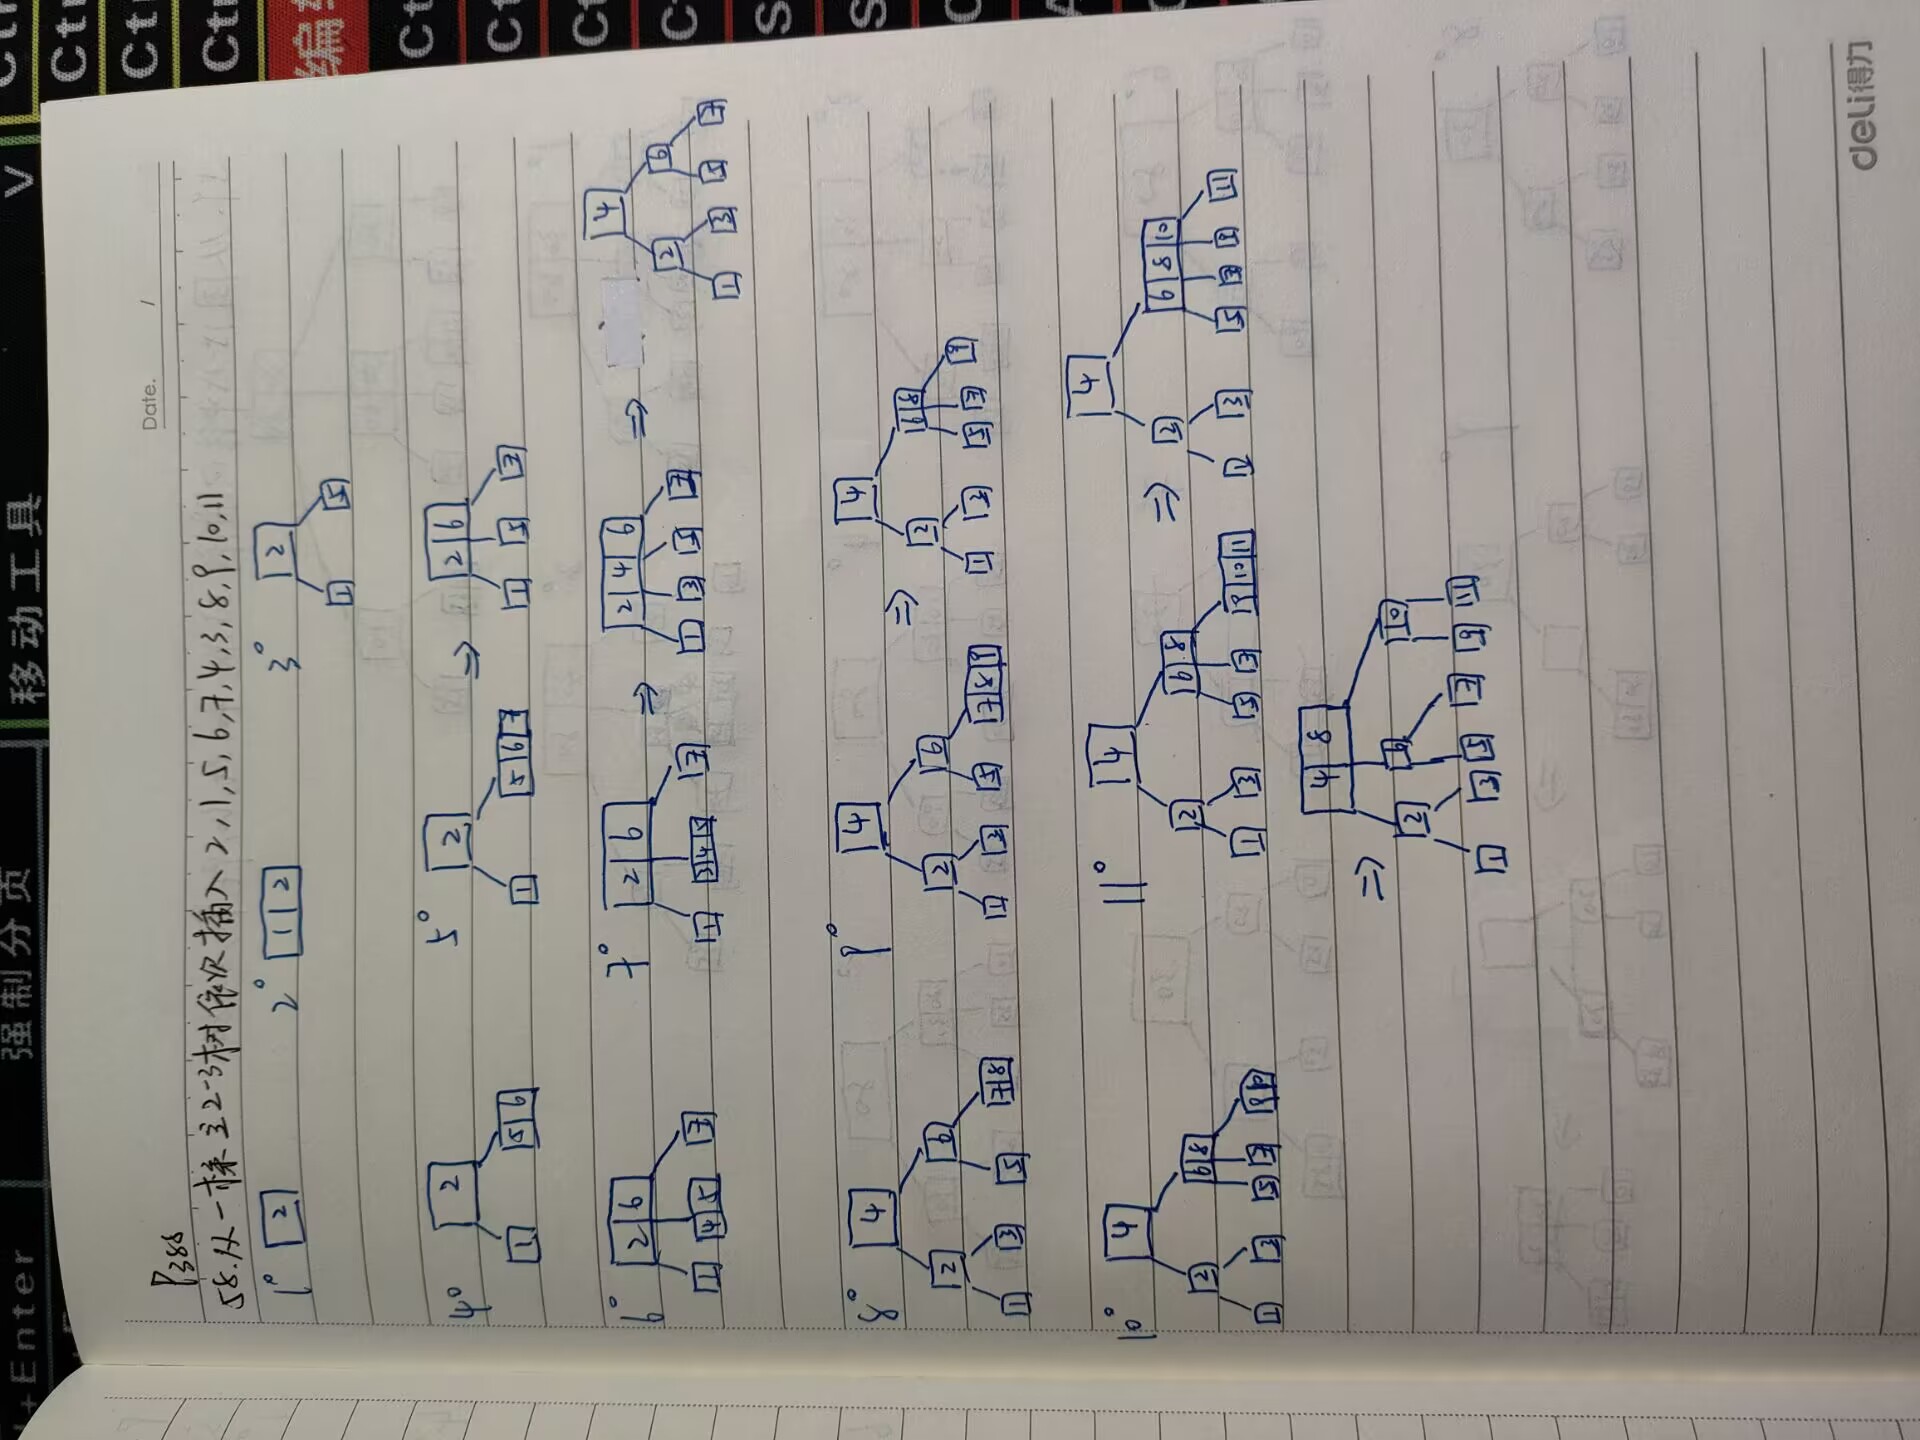 +Enter 强制分页 移动工具 V Ctr
Ctr
Ctr
Ctr
编辑
Ct
Ct
Ct
C
S
S
C
C
A
Date. /
P388
58.从一棵空2-3树依次插入 2,1,5,6,7,4,3,8,9,10,11
1° 2 2° 1 2 3° 2
1 5
4° 2 5° 2 ⇒ 2 6
1 5 6 1 5 6 7 1 5 7
6° 2 6 7° 2 6 ⇒ 2 4 6 ⇒ 4
2 6
1 4 5 7 1 3 4 5 7 1 3 5 7 1 3 5 7
8° 4 9° 4 ⇒ 4
2 6 2 6 2 6 8
1 3 5 7 8 1 3 5 7 8 9 1 3 5 7 9
10° 4 11° 4 ⇒ 4
2 6 8 2 6 8 2 6 8 10
1 3 5 7 9 10 1 3 5 7 9 10 11 1 3 5 7 9 11
⇒ 4 8
2 6 10
1 3 5 7 9 11
deli得力